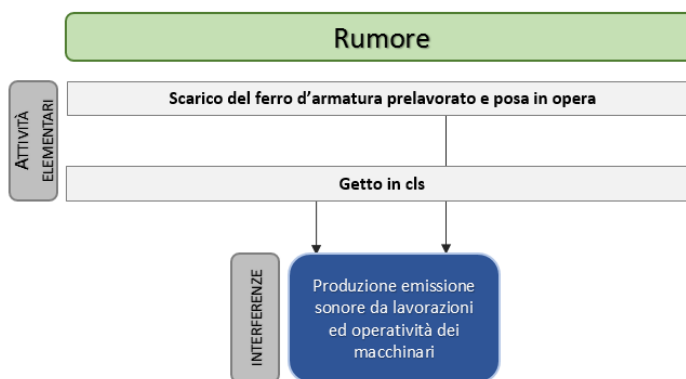 Rumore
ATTIVITÀ
ELEMENTARI
Scarico del ferro d'armatura prelavorato e posa in opera
Getto in cls
INTERFERENZE
Produzione emissione
sonore da lavorazioni
ed operatività dei
macchinari